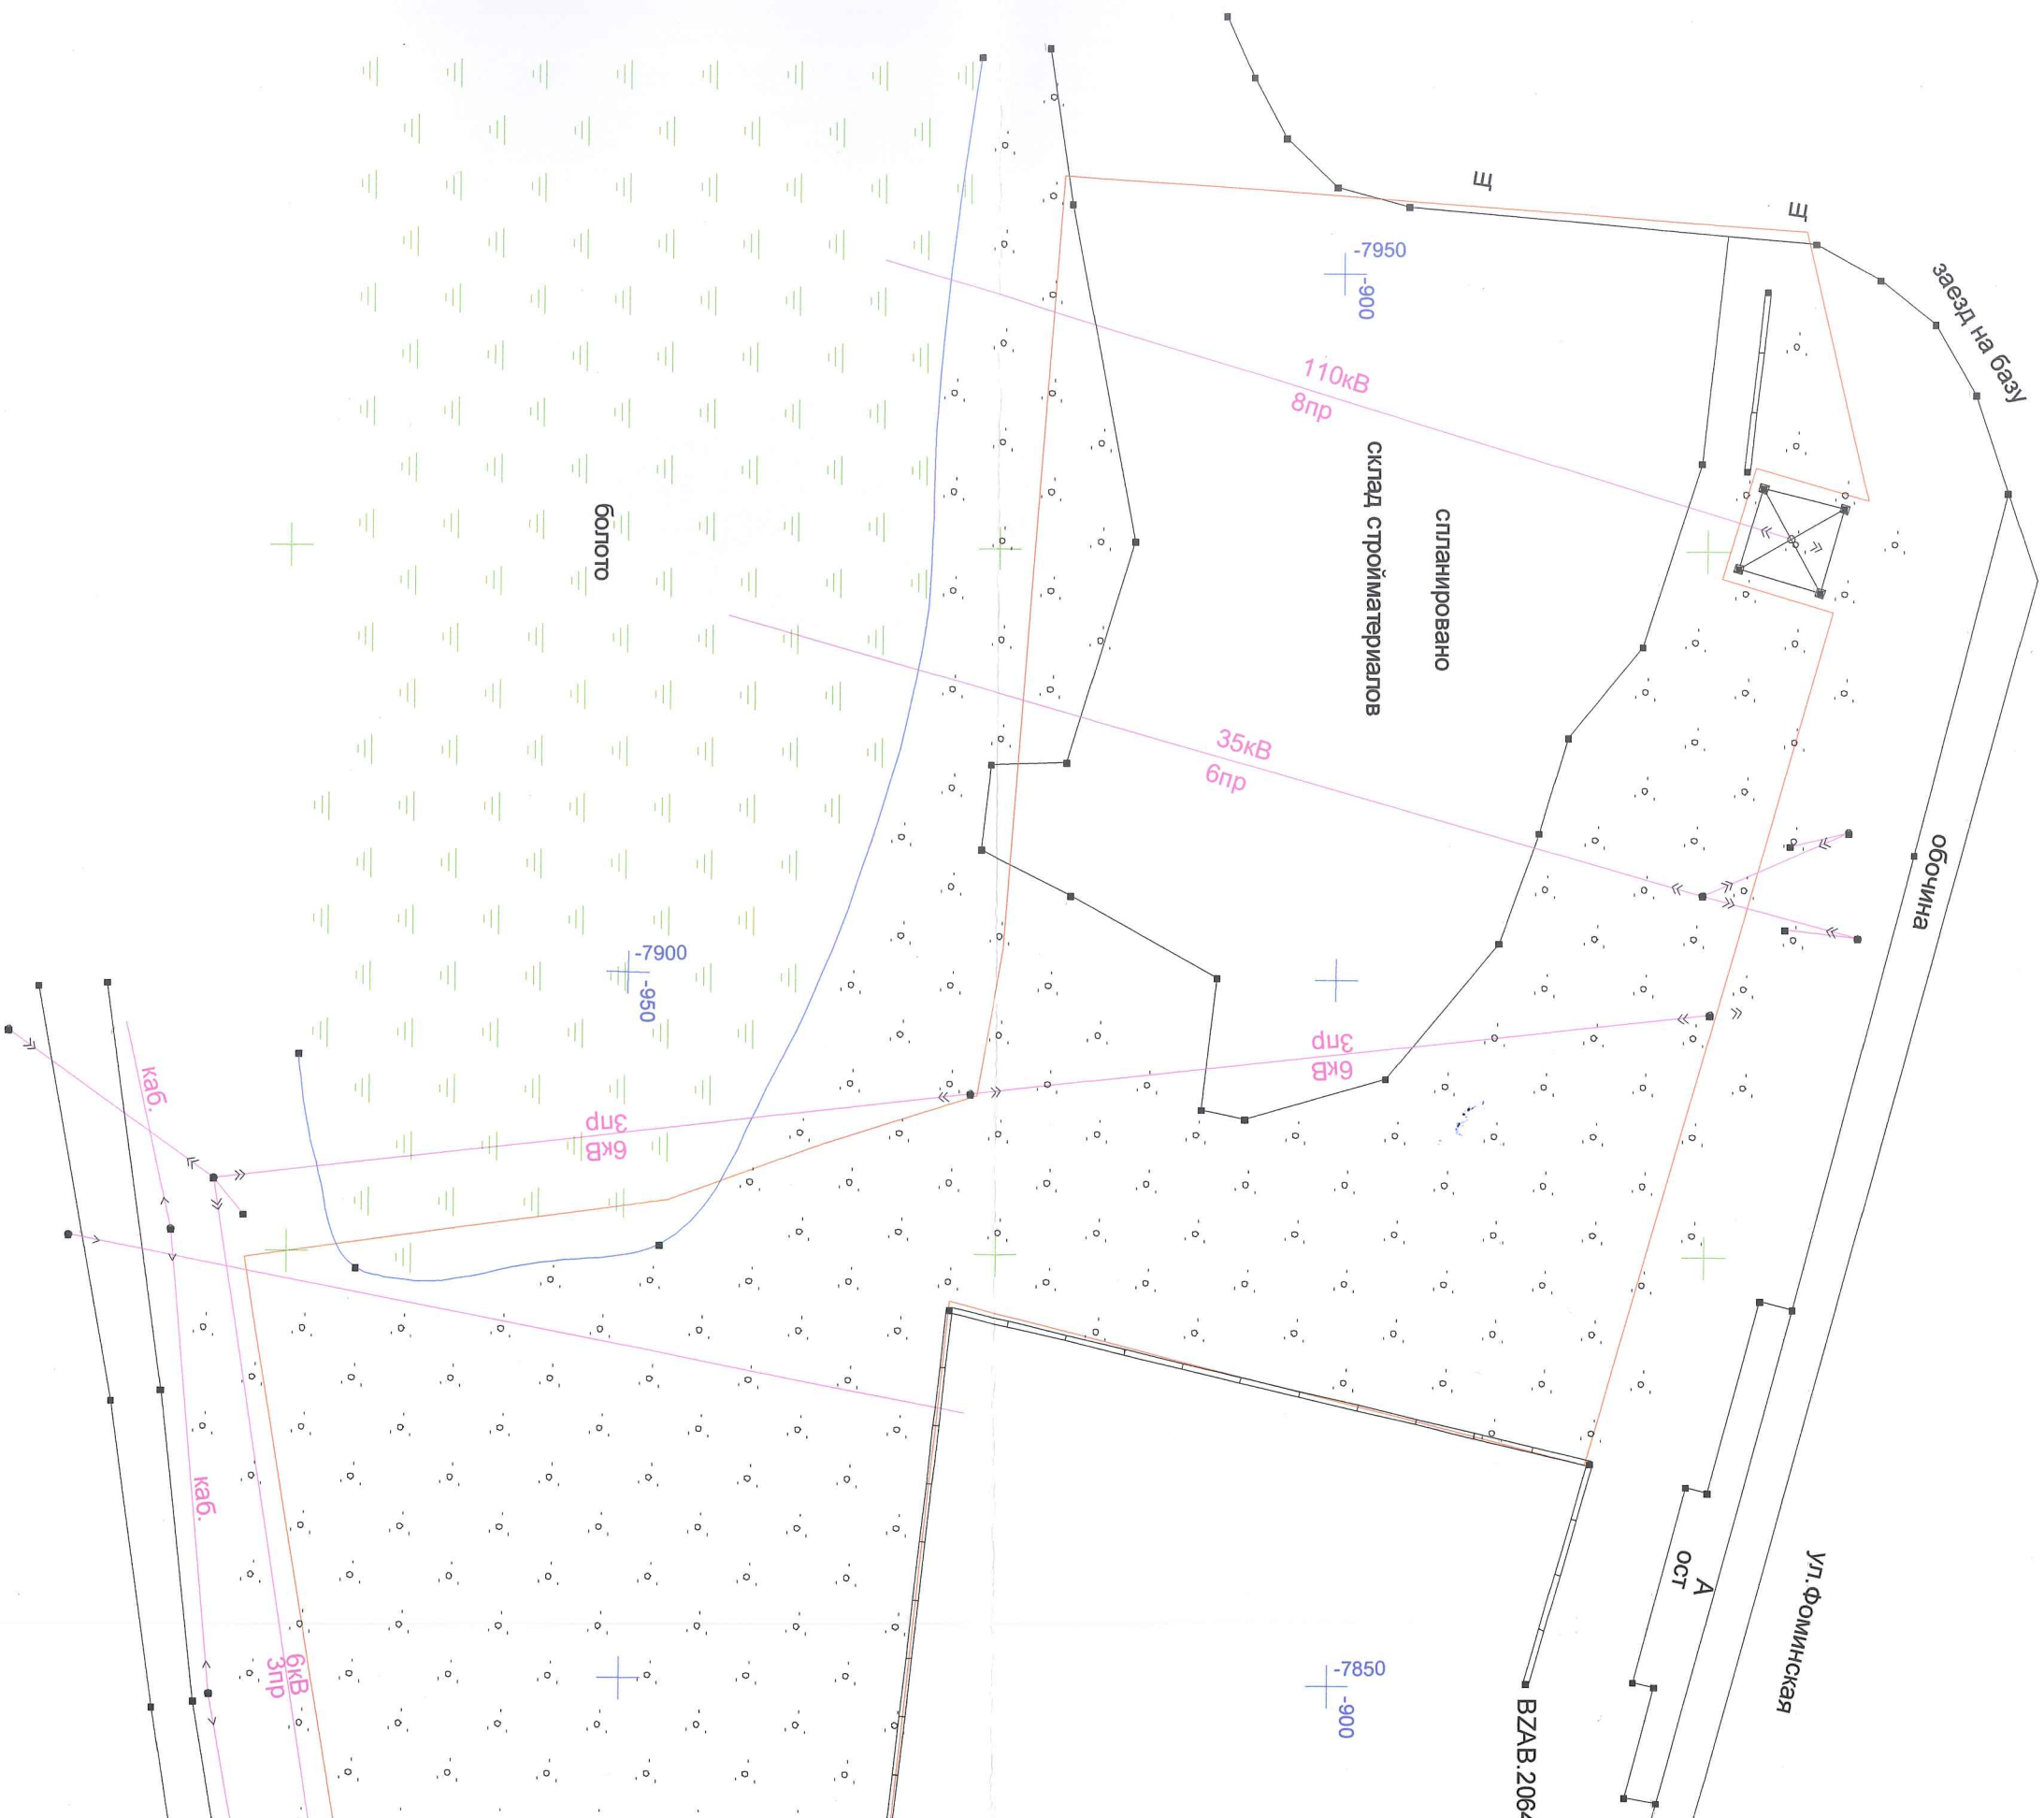 Щ
Щ
заезд на базу
-7950
-900
110кВ
8пр
спланировано
склад стройматериалов
болото
35кВ
6пр
обочина
-7900
-950
6кВ
3пр
6кВ
3пр
каб.
каб.
6кВ
3пр
А
ост
ул.Фоминская
-7850
-900